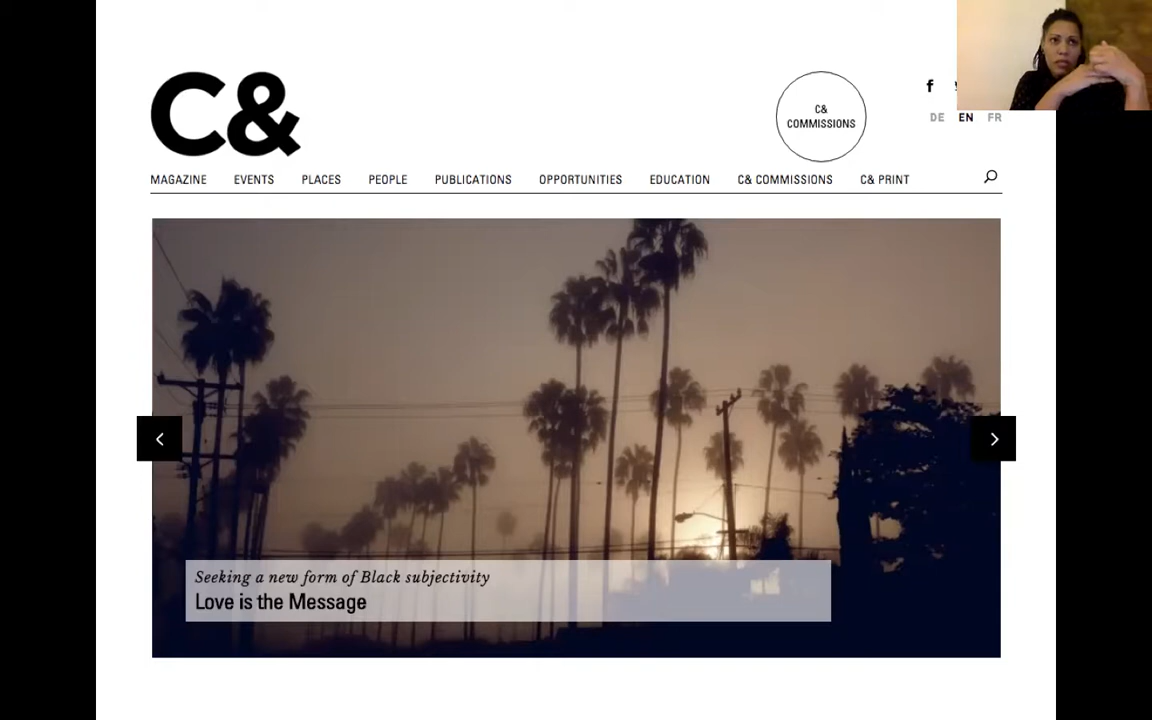 C&
C&
COMMISSIONS
f
DE EN FR
MAGAZINE EVENTS PLACES PEOPLE PUBLICATIONS OPPORTUNITIES EDUCATION C& COMMISSIONS C& PRINT
Seeking a new form of Black subjectivity
Love is the Message